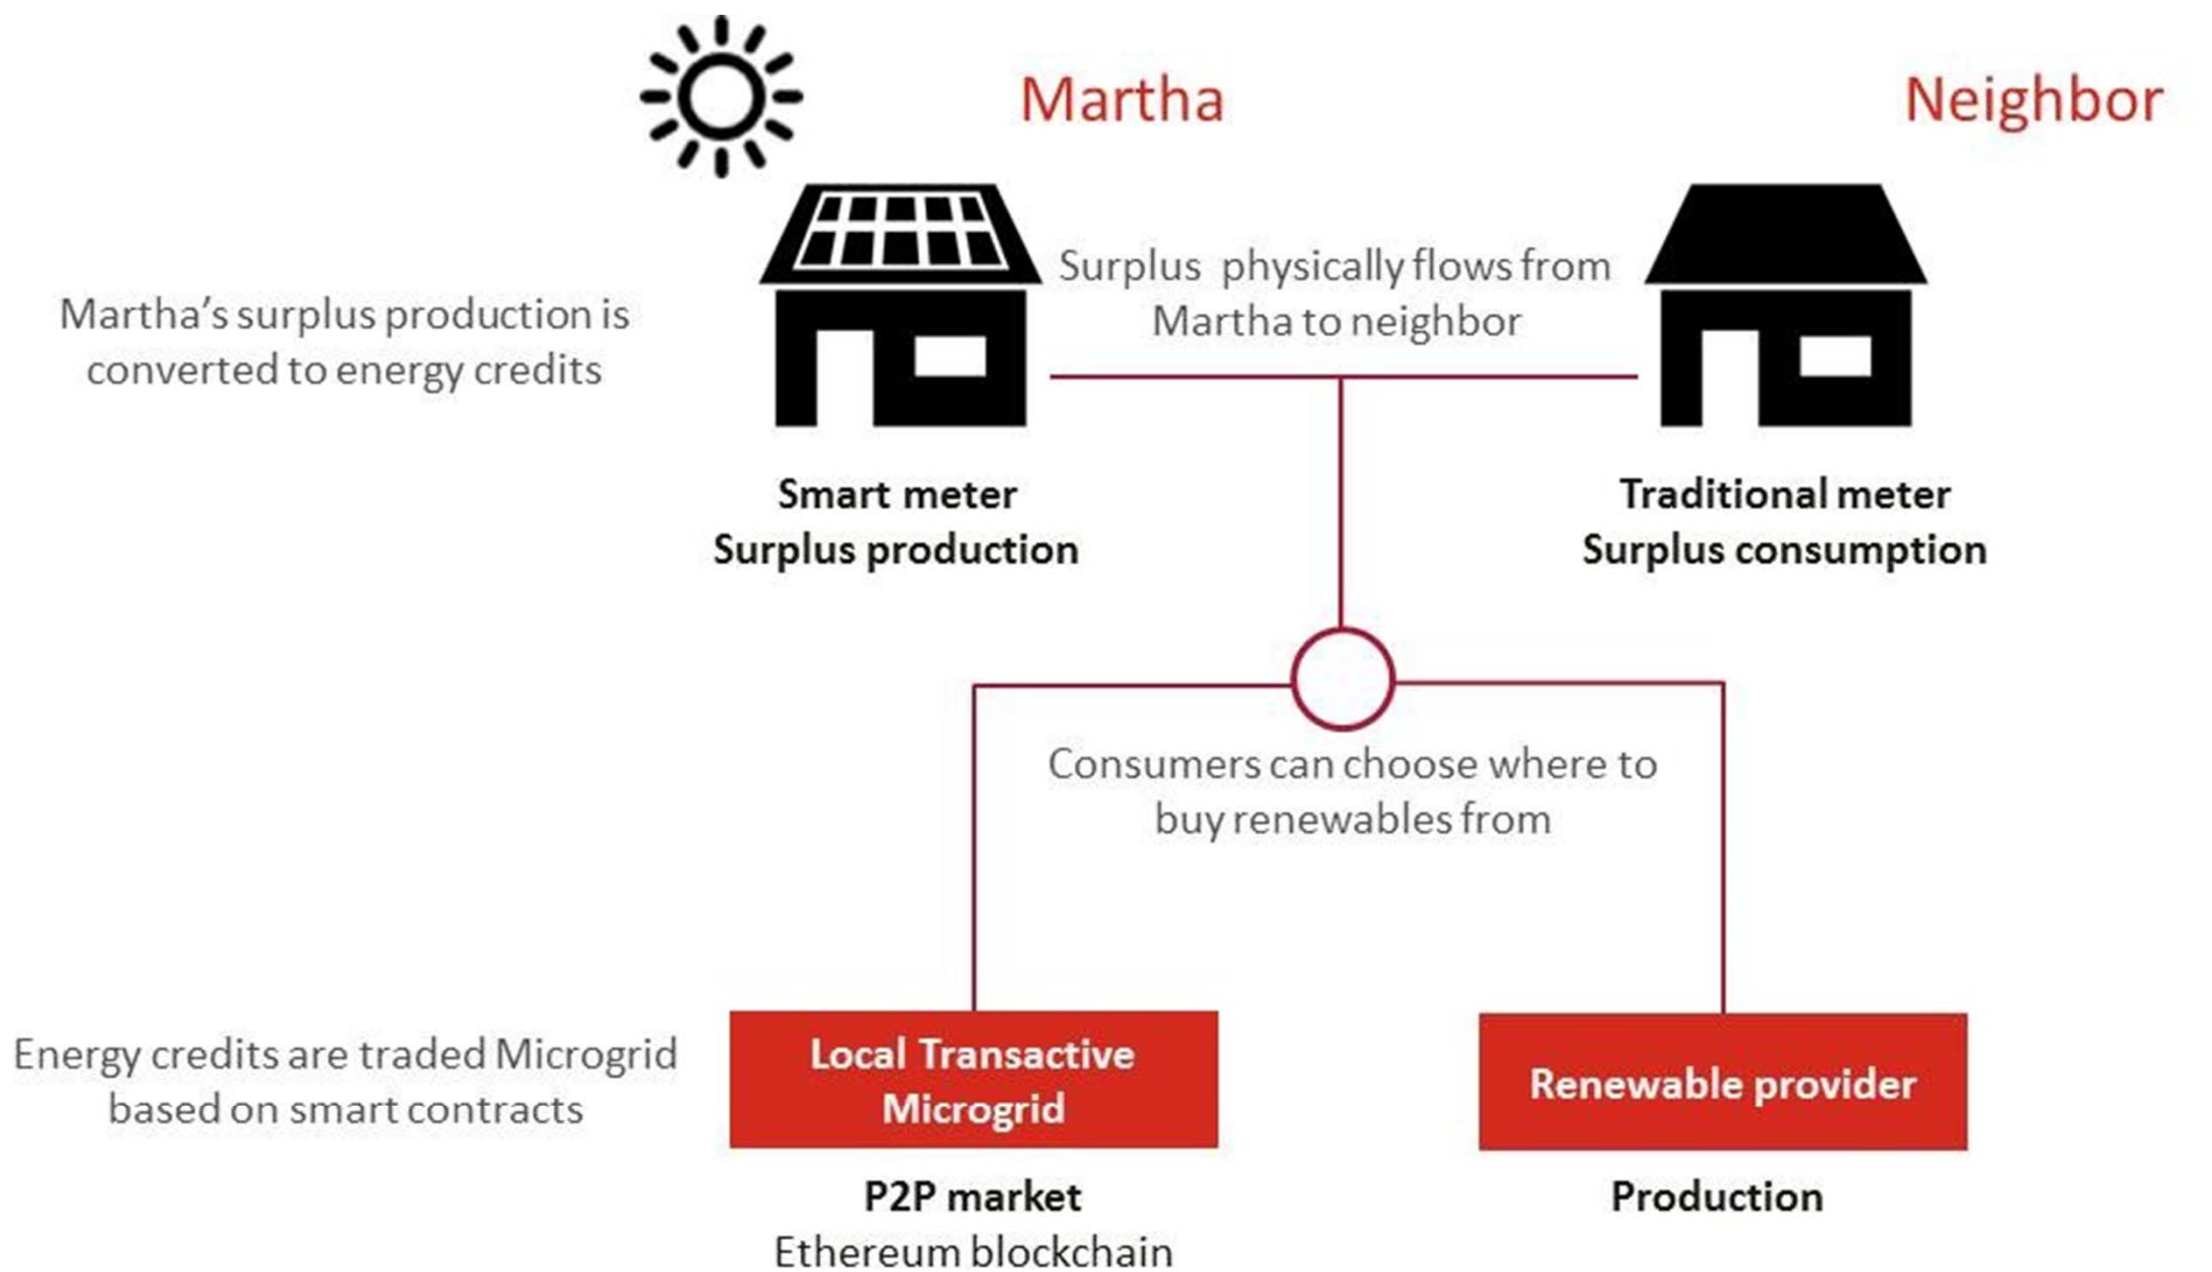 Martha
Neighbor
Surplus physically flows from
Martha to neighbor
Martha’s surplus production is
converted to energy credits
Smart meter
Surplus production
Traditional meter
Surplus consumption
Consumers can choose where to
buy renewables from
Energy credits are traded Microgrid
based on smart contracts
Local Transactive
Microgrid
Renewable provider
P2P market
Ethereum blockchain
Production